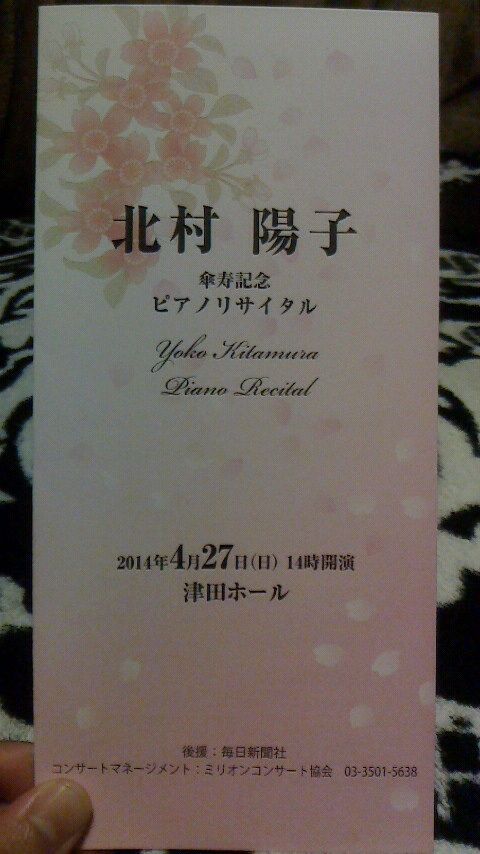 北村 陽子
傘寿記念
ピアノリサイタル
Yoko Kitamura
Piano Recital
2014年4月27日(日) 14時開演
津田ホール
後援:毎日新聞社
コンサートマネージメント:ミリオンコンサート協会 03-3501-5638